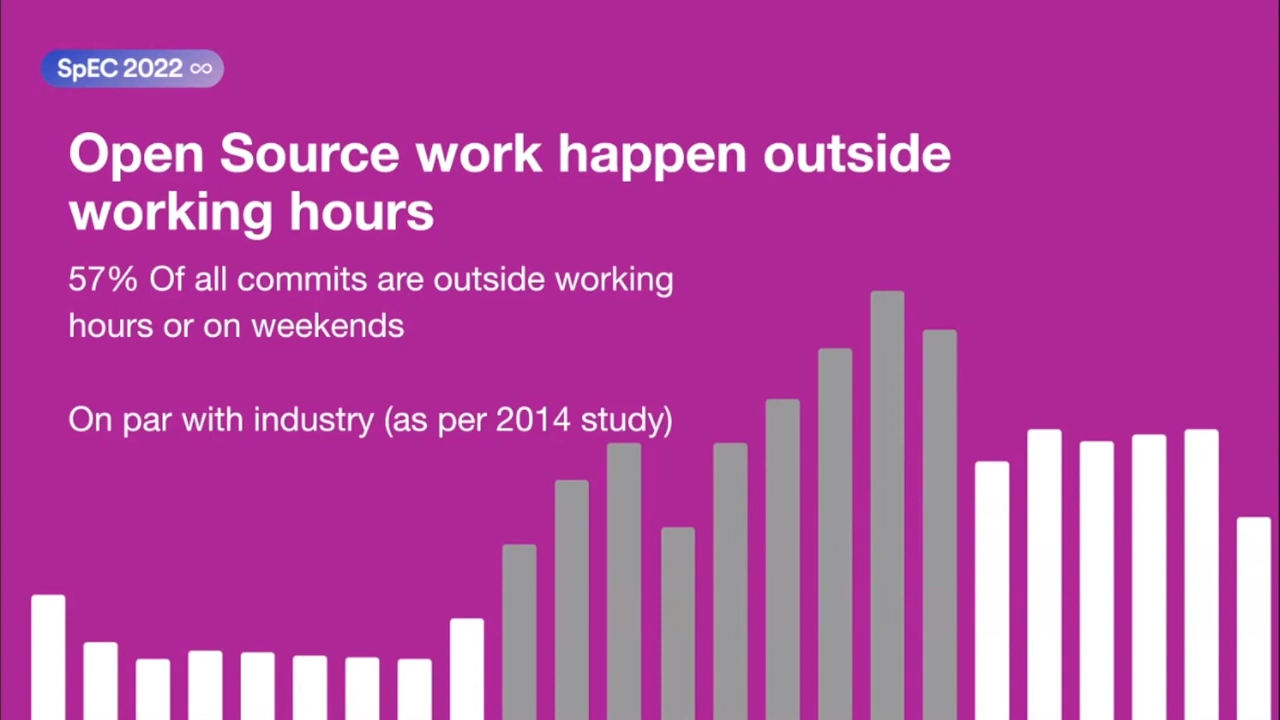 SpEC 2022 ∞
Open Source work happen outside
working hours
57% Of all commits are outside working
hours or on weekends
On par with industry (as per 2014 study)